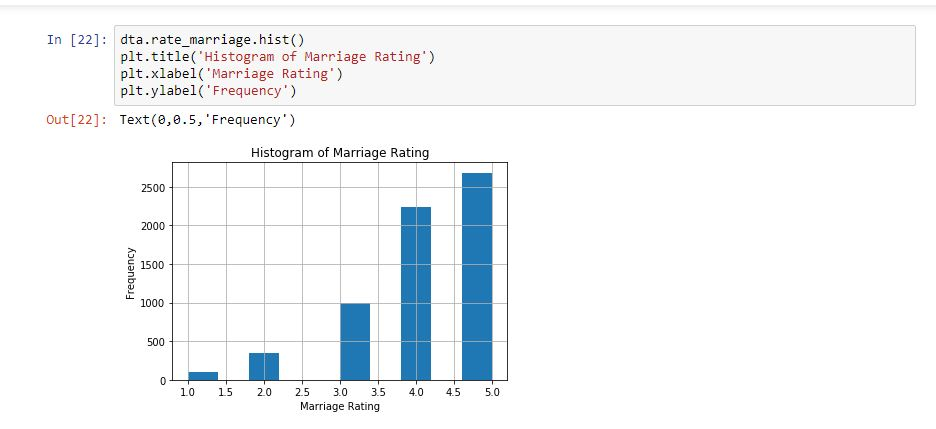 In [22]: dta.rate_marriage.hist()
plt.title('Histogram of Marriage Rating')
plt.xlabel('Marriage Rating')
plt.ylabel('Frequency')
Out[22]: Text(0,0.5,'Frequency')
Histogram of Marriage Rating
Frequency
2500
2000
1500
1000
500
0
1.0 1.5 2.0 2.5 3.0 3.5 4.0 4.5 5.0
Marriage Rating